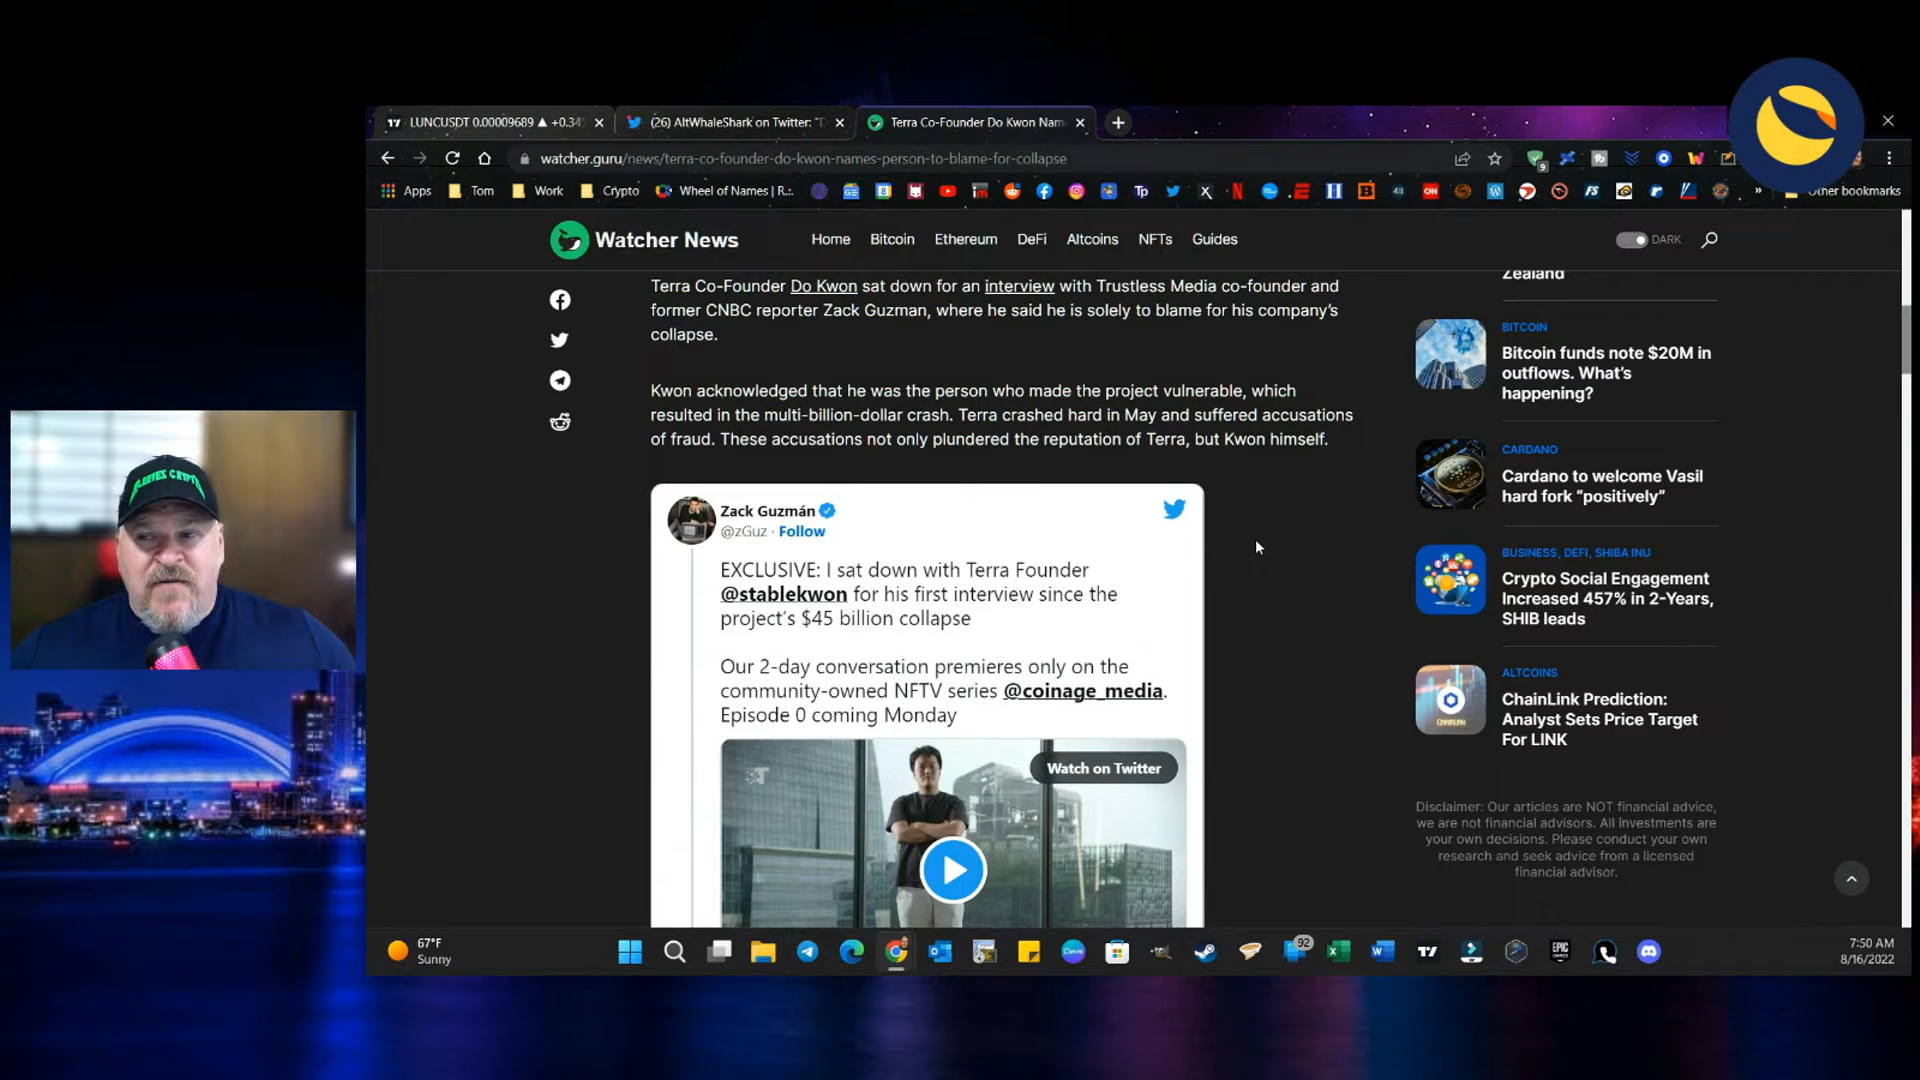 LUNCUSDT 0.00009689 ▲ +0.34
(26) AltWhaleShark on Twitter: "D
Terra Co-Founder Do Kwon Nam
watcher.guru/news/terra-co-founder-do-kwon-names-person-to-blame-for-collapse
Apps
Tom
Work
Crypto
Wheel of Names | R...
Other bookmarks
Watcher News
Home
Bitcoin
Ethereum
DeFi
Altcoins
NFTs
Guides
DARK
Terra Co-Founder Do Kwon sat down for an interview with Trustless Media co-founder and
former CNBC reporter Zack Guzman, where he said he is solely to blame for his company's
collapse.
Kwon acknowledged that he was the person who made the project vulnerable, which
resulted in the multi-billion-dollar crash. Terra crashed hard in May and suffered accusations
of fraud. These accusations not only plundered the reputation of Terra, but Kwon himself.
Zack Guzmán
@zGuz · Follow
EXCLUSIVE: I sat down with Terra Founder
@stablekwon for his first interview since the
project's $45 billion collapse
Our 2-day conversation premieres only on the
community-owned NFTV series @coinage_media.
Episode 0 coming Monday
Watch on Twitter
Zealand
BITCOIN
Bitcoin funds note $20M in
outflows. What's
happening?
CARDANO
Cardano to welcome Vasil
hard fork "positively"
BUSINESS, DEFI, SHIBA INU
Crypto Social Engagement
Increased 457% in 2-Years,
SHIB leads
ALTCOINS
ChainLink Prediction:
Analyst Sets Price Target
For LINK
Disclaimer: Our articles are NOT financial advice,
we are not financial advisors. All investments are
your own decisions. Please conduct your own
research and seek advice from a licensed
financial advisor.
67°F
Sunny
92
7:50 AM
8/16/2022